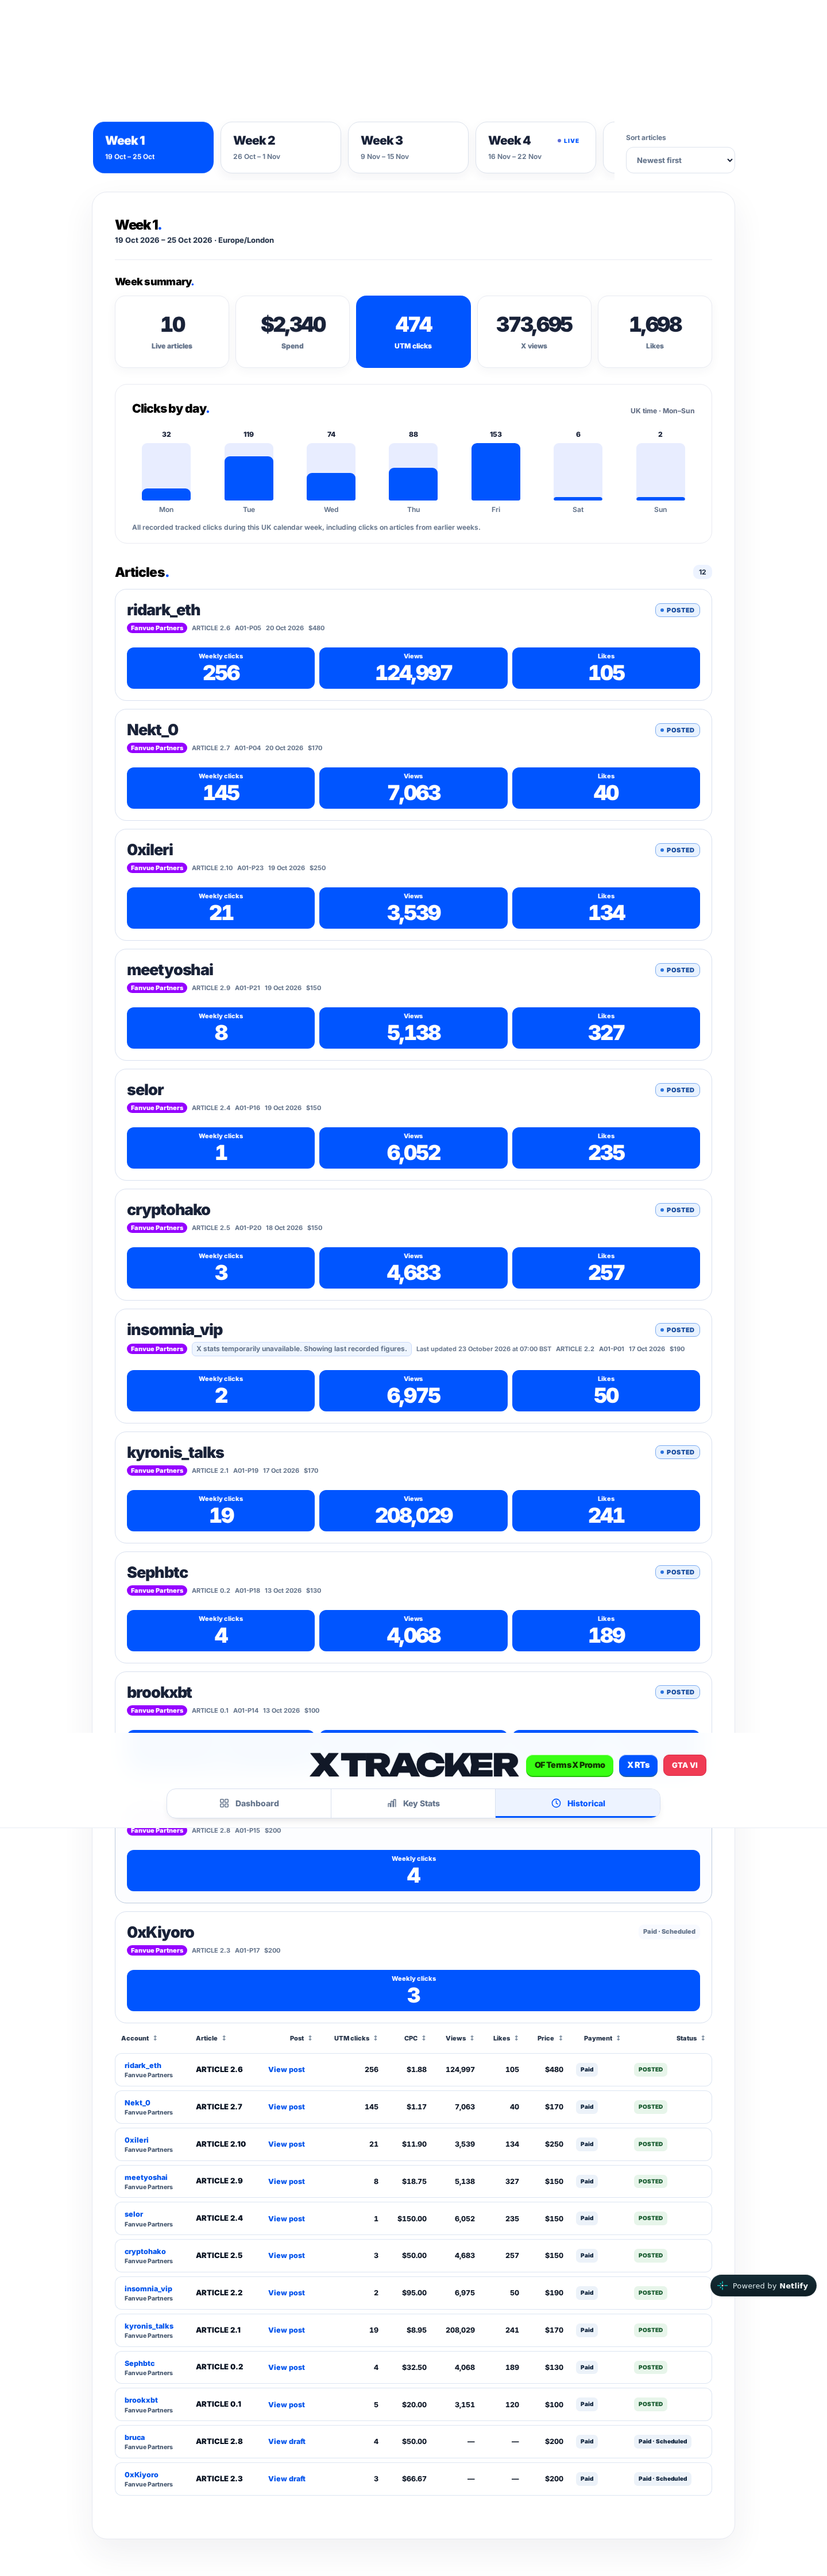 Week 1
19 Oct – 25 Oct
Week 2
26 Oct – 1 Nov
Week 3
9 Nov – 15 Nov
Week 4
LIVE
16 Nov – 22 Nov
Sort articles
Newest first
Week 1.
19 Oct 2026 – 25 Oct 2026 · Europe/London
Week summary.
10
Live articles
$2,340
Spend
474
UTM clicks
373,695
X views
1,698
Likes
Clicks by day.
UK time · Mon–Sun
32 119 74 88 153 6 2
Mon Tue Wed Thu Fri Sat Sun
All recorded tracked clicks during this UK calendar week, including clicks on articles from earlier weeks.
Articles.
12
ridark_eth
POSTED
Fanvue Partners ARTICLE 2.6 A01-P05 20 Oct 2026 $480
Weekly clicks Views Likes
256 124,997 105
Nekt_0
POSTED
Fanvue Partners ARTICLE 2.7 A01-P04 20 Oct 2026 $170
Weekly clicks Views Likes
145 7,063 40
0xileri
POSTED
Fanvue Partners ARTICLE 2.10 A01-P23 19 Oct 2026 $250
Weekly clicks Views Likes
21 3,539 134
meetyoshai
POSTED
Fanvue Partners ARTICLE 2.9 A01-P21 19 Oct 2026 $150
Weekly clicks Views Likes
8 5,138 327
selor
POSTED
Fanvue Partners ARTICLE 2.4 A01-P16 19 Oct 2026 $150
Weekly clicks Views Likes
1 6,052 235
cryptohako
POSTED
Fanvue Partners ARTICLE 2.5 A01-P20 18 Oct 2026 $150
Weekly clicks Views Likes
3 4,683 257
insomnia_vip
POSTED
Fanvue Partners X stats temporarily unavailable. Showing last recorded figures. Last updated 23 October 2026 at 07:00 BST ARTICLE 2.2 A01-P01 17 Oct 2026 $190
Weekly clicks Views Likes
2 6,975 50
kyronis_talks
POSTED
Fanvue Partners ARTICLE 2.1 A01-P19 17 Oct 2026 $170
Weekly clicks Views Likes
19 208,029 241
Sephbtc
POSTED
Fanvue Partners ARTICLE 0.2 A01-P18 13 Oct 2026 $130
Weekly clicks Views Likes
4 4,068 189
brookxbt
POSTED
Fanvue Partners ARTICLE 0.1 A01-P14 13 Oct 2026 $100
X TRACKER
OF Terms X Promo
X RTs
GTA VI
Dashboard
Key Stats
Historical
Fanvue Partners ARTICLE 2.8 A01-P15 $200
Weekly clicks
4
0xKiyoro
Paid · Scheduled
Fanvue Partners ARTICLE 2.3 A01-P17 $200
Weekly clicks
3
Account Article Post UTM clicks CPC Views Likes Price Payment Status
ridark_eth
Fanvue Partners
ARTICLE 2.6 View post 256 $1.88 124,997 105 $480 Paid POSTED
Nekt_0
Fanvue Partners
ARTICLE 2.7 View post 145 $1.17 7,063 40 $170 Paid POSTED
0xileri
Fanvue Partners
ARTICLE 2.10 View post 21 $11.90 3,539 134 $250 Paid POSTED
meetyoshai
Fanvue Partners
ARTICLE 2.9 View post 8 $18.75 5,138 327 $150 Paid POSTED
selor
Fanvue Partners
ARTICLE 2.4 View post 1 $150.00 6,052 235 $150 Paid POSTED
cryptohako
Fanvue Partners
ARTICLE 2.5 View post 3 $50.00 4,683 257 $150 Paid POSTED
insomnia_vip
Fanvue Partners
ARTICLE 2.2 View post 2 $95.00 6,975 50 $190 Paid POSTED
Powered by Netlify
kyronis_talks
Fanvue Partners
ARTICLE 2.1 View post 19 $8.95 208,029 241 $170 Paid POSTED
Sephbtc
Fanvue Partners
ARTICLE 0.2 View post 4 $32.50 4,068 189 $130 Paid POSTED
brookxbt
Fanvue Partners
ARTICLE 0.1 View post 5 $20.00 3,151 120 $100 Paid POSTED
bruca
Fanvue Partners
ARTICLE 2.8 View draft 4 $50.00 — — $200 Paid Paid · Scheduled
0xKiyoro
Fanvue Partners
ARTICLE 2.3 View draft 3 $66.67 — — $200 Paid Paid · Scheduled